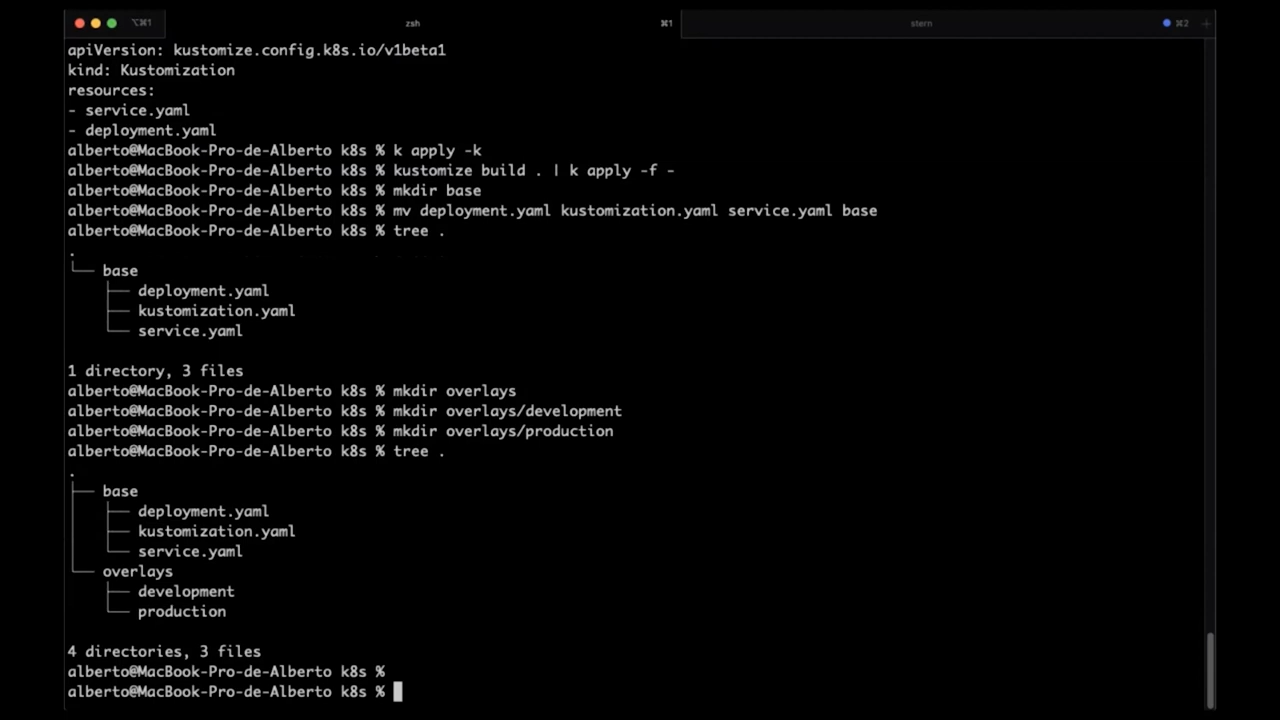 ⌥⌘1 zsh ⌘1 stern ⌘2 +
apiVersion: kustomize.config.k8s.io/v1beta1
kind: Kustomization
resources:
- service.yaml
- deployment.yaml
alberto@MacBook-Pro-de-Alberto k8s % k apply -k
alberto@MacBook-Pro-de-Alberto k8s % kustomize build . | k apply -f -
alberto@MacBook-Pro-de-Alberto k8s % mkdir base
alberto@MacBook-Pro-de-Alberto k8s % mv deployment.yaml kustomization.yaml service.yaml base
alberto@MacBook-Pro-de-Alberto k8s % tree .
.
└── base
    ├── deployment.yaml
    ├── kustomization.yaml
    └── service.yaml
1 directory, 3 files
alberto@MacBook-Pro-de-Alberto k8s % mkdir overlays
alberto@MacBook-Pro-de-Alberto k8s % mkdir overlays/development
alberto@MacBook-Pro-de-Alberto k8s % mkdir overlays/production
alberto@MacBook-Pro-de-Alberto k8s % tree .
.
├── base
│   ├── deployment.yaml
│   ├── kustomization.yaml
│   └── service.yaml
└── overlays
    ├── development
    └── production
4 directories, 3 files
alberto@MacBook-Pro-de-Alberto k8s %
alberto@MacBook-Pro-de-Alberto k8s %